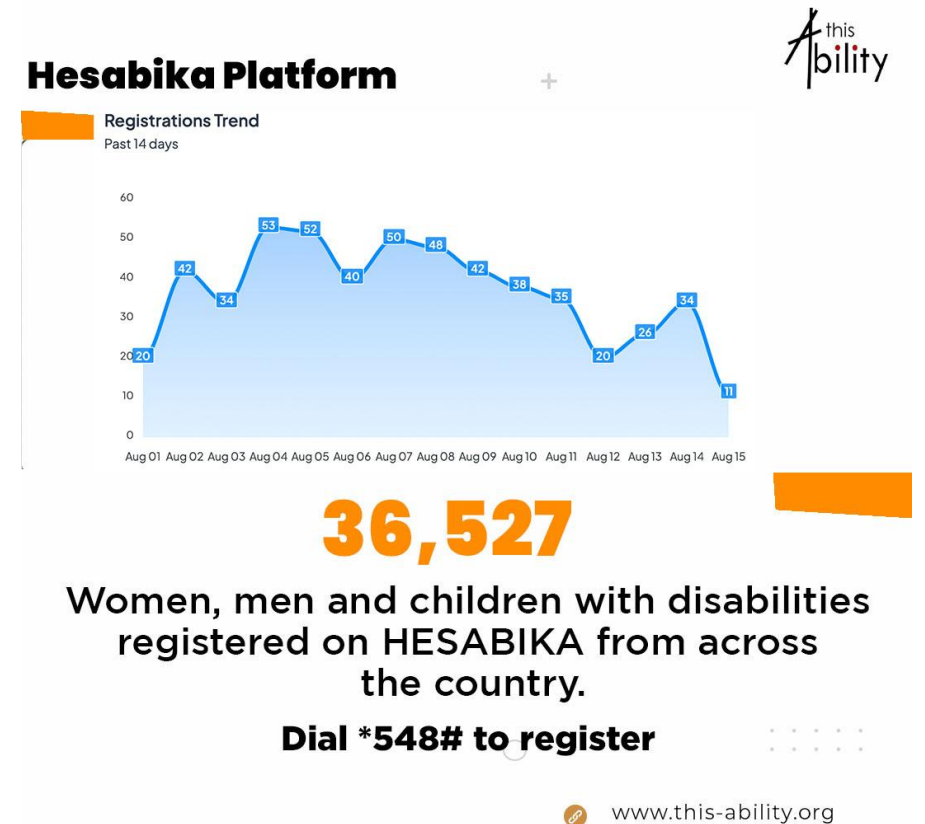 this
Ability
Hesabika Platform
Registrations Trend
Past 14 days
60
50
40
30
20
10
0
20
42
34
53
52
40
50
48
42
38
35
20
26
34
11
Aug 01 Aug 02 Aug 03 Aug 04 Aug 05 Aug 06 Aug 07 Aug 08 Aug 09 Aug 10 Aug 11 Aug 12 Aug 13 Aug 14 Aug 15
36,527
Women, men and children with disabilities
registered on HESABIKA from across
the country.
Dial *548# to register
www.this-ability.org